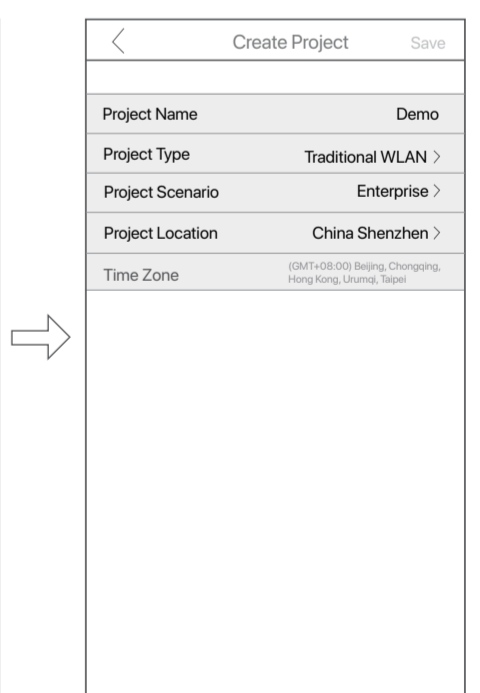 Create Project Save
Project Name Demo
Project Type Traditional WLAN >
Project Scenario Enterprise >
Project Location China Shenzhen >
Time Zone (GMT+08:00) Beijing, Chongqing,
Hong Kong, Urumqi, Taipei